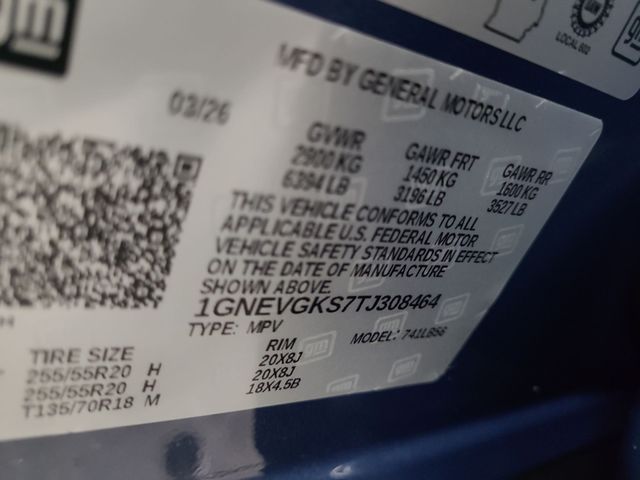 gm
LOCAL 602
MFD BY GENERAL MOTORS LLC
03/26
GVWR GAWR FRT GAWR RR
2900 KG 1450 KG 1600 KG
6394 LB 3196 LB 3527 LB
THIS VEHICLE CONFORMS TO ALL
APPLICABLE U.S. FEDERAL MOTOR
VEHICLE SAFETY STANDARDS IN EFFECT
ON THE DATE OF MANUFACTURE
SHOWN ABOVE.
1GNEVGKS7TJ308464
TYPE: MPV MODEL:
TIRE SIZE RIM
255/55R20 H 20X8J
255/55R20 H 20X8J
T135/70R18 M 18X4.5B